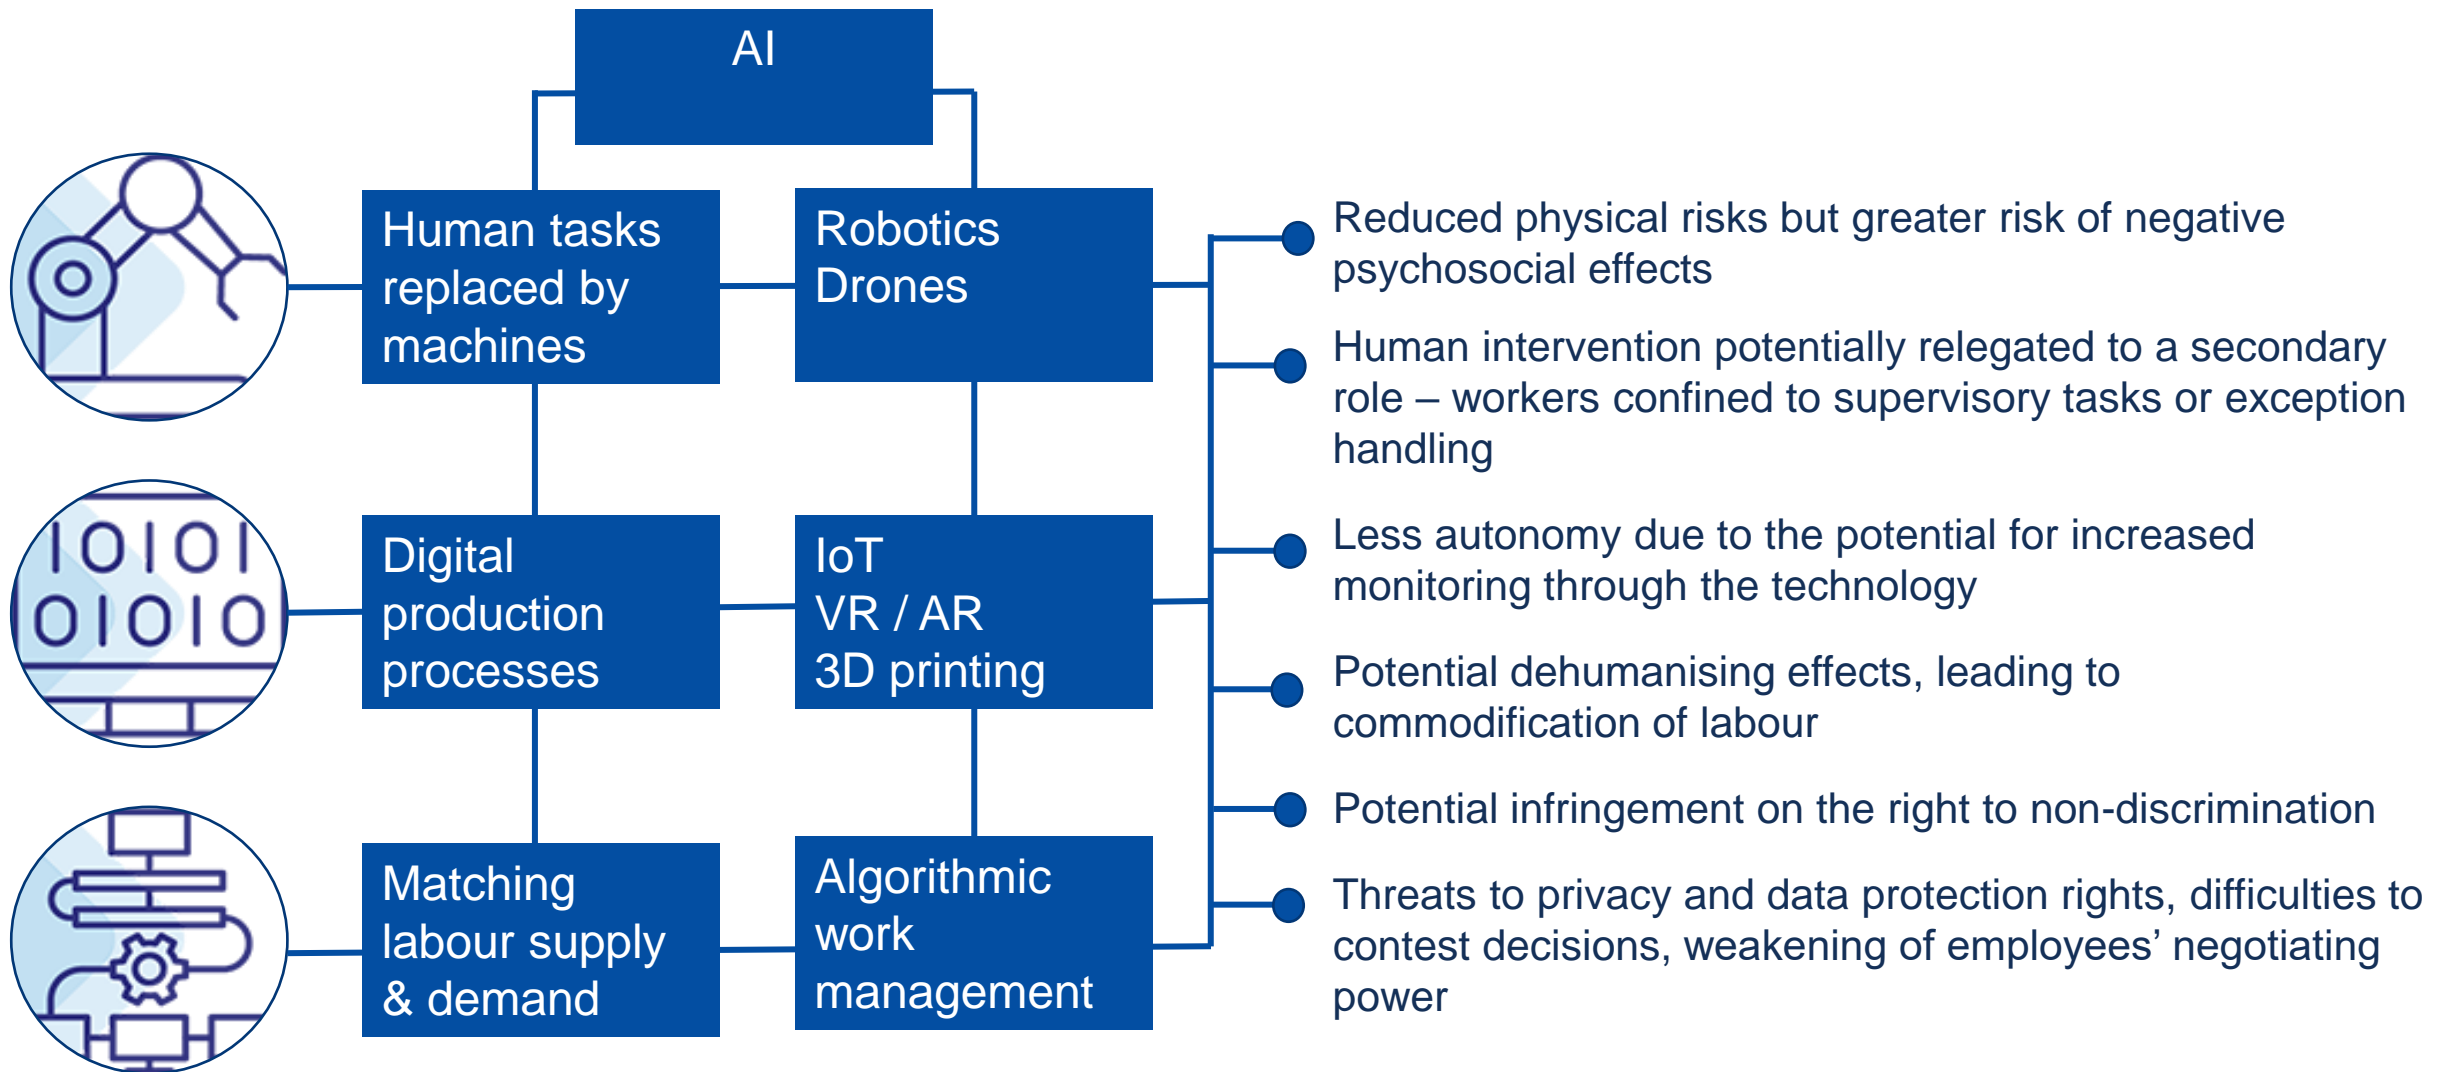 AI
Human tasks
replaced by
machines
Robotics
Drones
Digital
production
processes
IoT
VR / AR
3D printing
Matching
labour supply
& demand
Algorithmic
work
management
Reduced physical risks but greater risk of negative
psychosocial effects
Human intervention potentially relegated to a secondary
role – workers confined to supervisory tasks or exception
handling
Less autonomy due to the potential for increased
monitoring through the technology
Potential dehumanising effects, leading to
commodification of labour
Potential infringement on the right to non-discrimination
Threats to privacy and data protection rights, difficulties to
contest decisions, weakening of employees’ negotiating
power
IOIOI
OIOIO